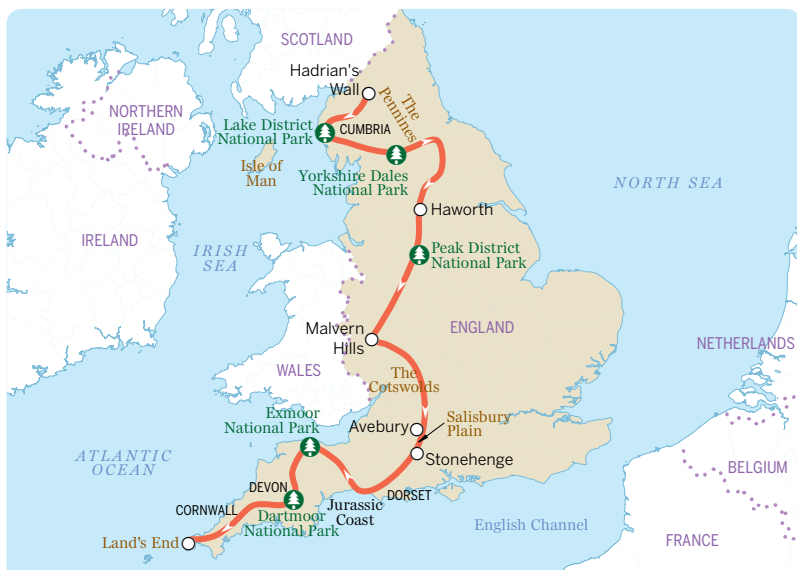 SCOTLAND
Hadrian's
Wall
The
Pennines
NORTHERN
IRELAND
Lake District
National Park
CUMBRIA
Isle of
Man
Yorkshire Dales
National Park
NORTH SEA
Haworth
IRELAND
IRISH
SEA
Peak District
National Park
Malvern
Hills
ENGLAND
NETHERLANDS
WALES
The
Cotswolds
Exmoor
National Park
Avebury
Salisbury
Plain
Stonehenge
ATLANTIC
OCEAN
BELGIUM
DEVON
DORSET
Jurassic
Coast
CORNWALL
Dartmoor
National Park
English Channel
Land's End
FRANCE